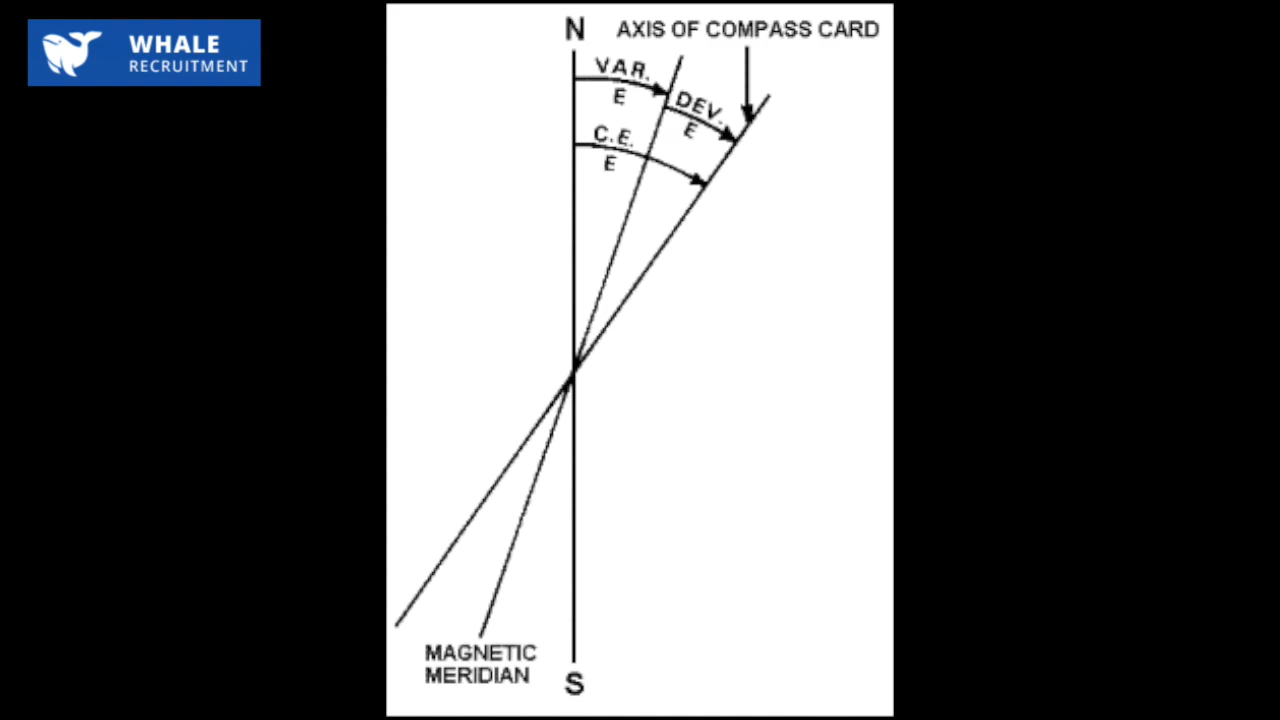 WHALE
RECRUITMENT
N
AXIS OF COMPASS CARD
VAR.
E
DEV.
E
C.E.
E
MAGNETIC
MERIDIAN
S